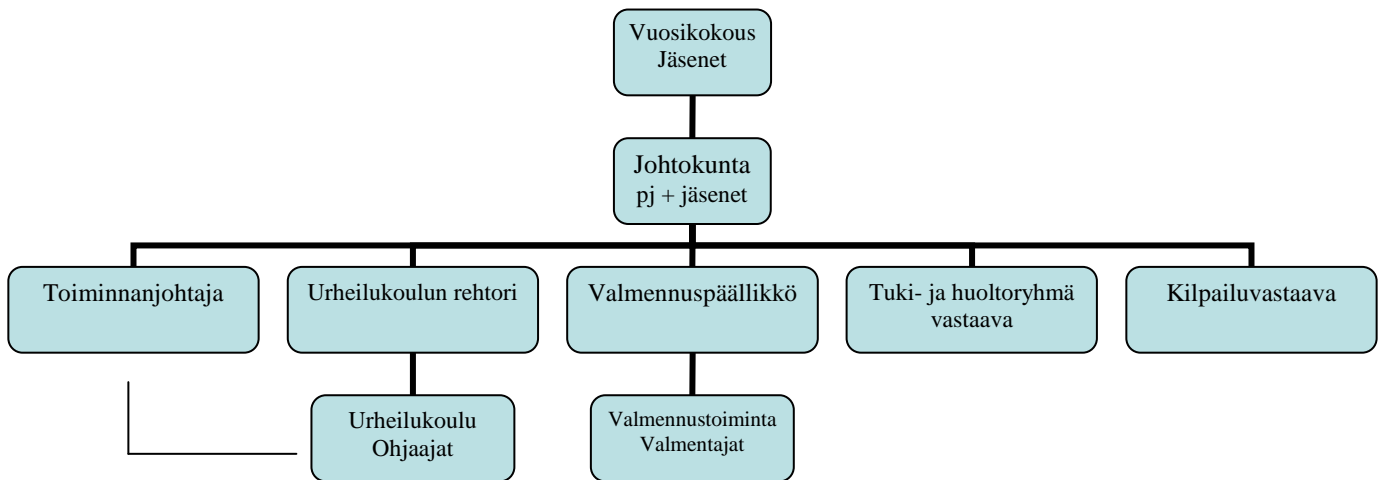 Vuosikokous
Jäsenet
Johtokunta
pj + jäsenet
Toiminnanjohtaja
Urheilukoulun rehtori
Valmennuspäällikkö
Tuki- ja huoltoryhmä
vastaava
Kilpailuvastaava
Urheilukoulu
Ohjaajat
Valmennustoiminta
Valmentajat